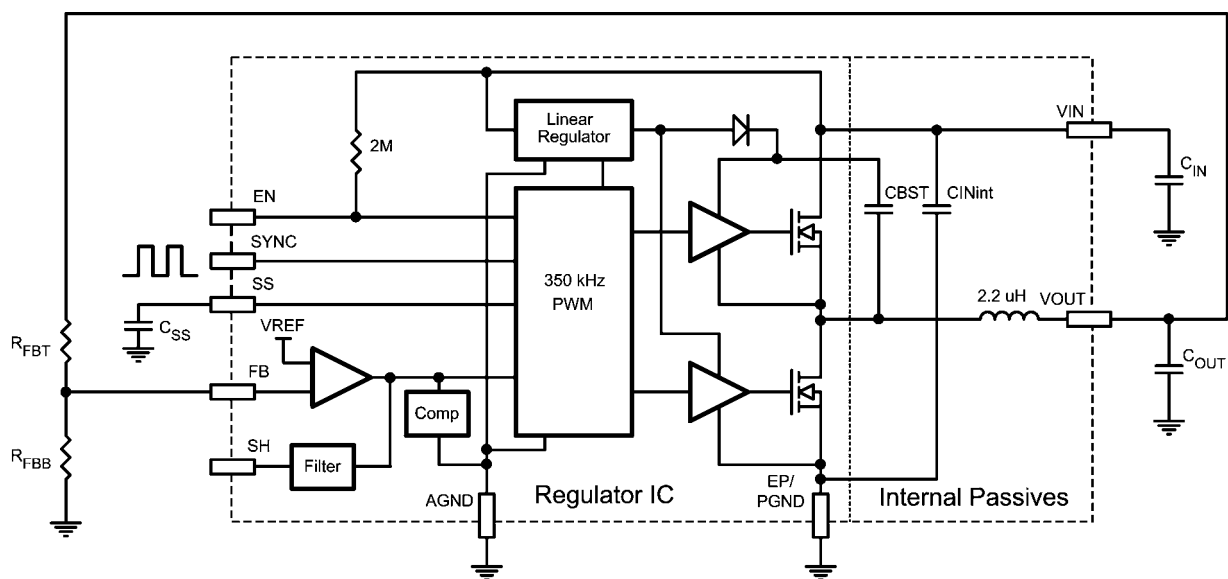 VIN
Linear
Regulator
2M
CIN
EN
CBST
CINint
SYNC
350 kHz
PWM
SS
CSS
VREF
2.2 uH
VOUT
RFBT
FB
COUT
Comp
SH
RFBB
Filter
AGND
Regulator IC
EP/
PGND
Internal Passives